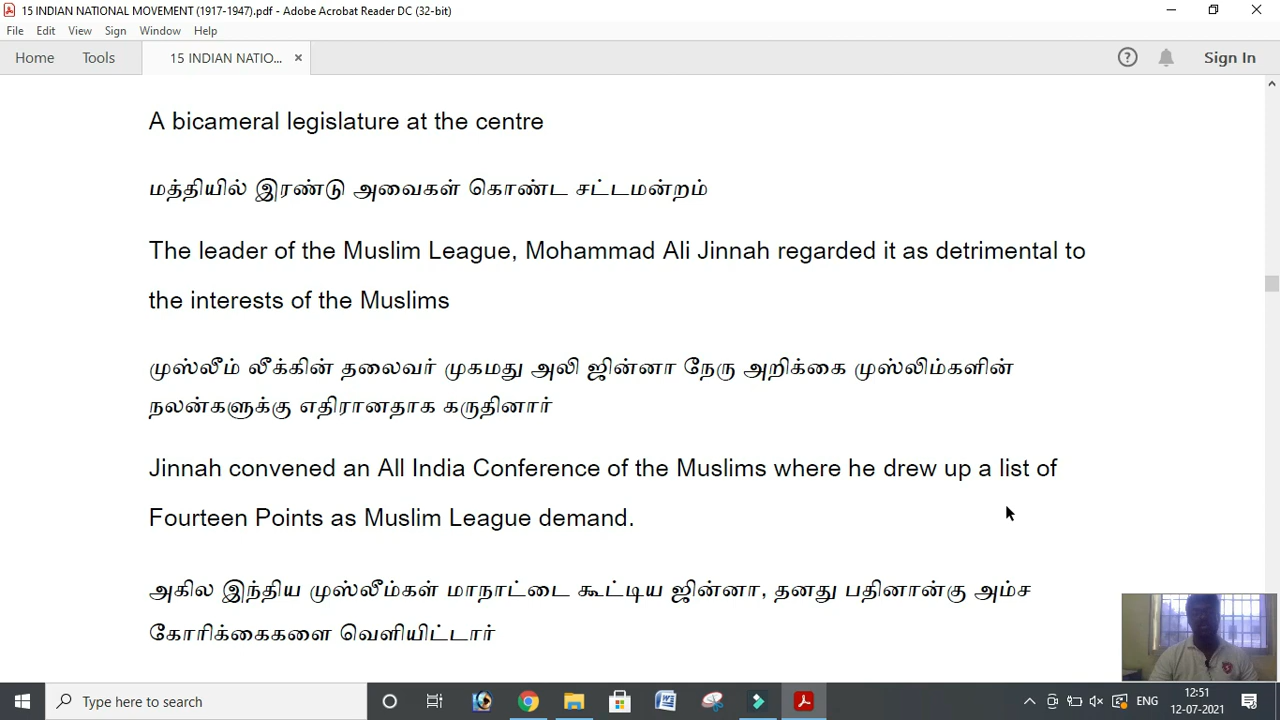 15 INDIAN NATIONAL MOVEMENT (1917-1947).pdf - Adobe Acrobat Reader DC (32-bit)
File Edit View Sign Window Help
Home Tools 15 INDIAN NATIO... × Sign In
A bicameral legislature at the centre
மத்தியில் இரண்டு அவைகள் கொண்ட சட்டமன்றம்
The leader of the Muslim League, Mohammad Ali Jinnah regarded it as detrimental to
the interests of the Muslims
முஸ்லீம் லீக்கின் தலைவர் முகமது அலி ஜின்னா நேரு அறிக்கை முஸ்லிம்களின்
நலன்களுக்கு எதிரானதாக கருதினார்
Jinnah convened an All India Conference of the Muslims where he drew up a list of
Fourteen Points as Muslim League demand.
அகில இந்திய முஸ்லீம்கள் மாநாட்டை கூட்டிய ஜின்னா, தனது பதினான்கு அம்ச
கோரிக்கைகளை வெளியிட்டார்
Type here to search ENG 12:51
12-07-2021